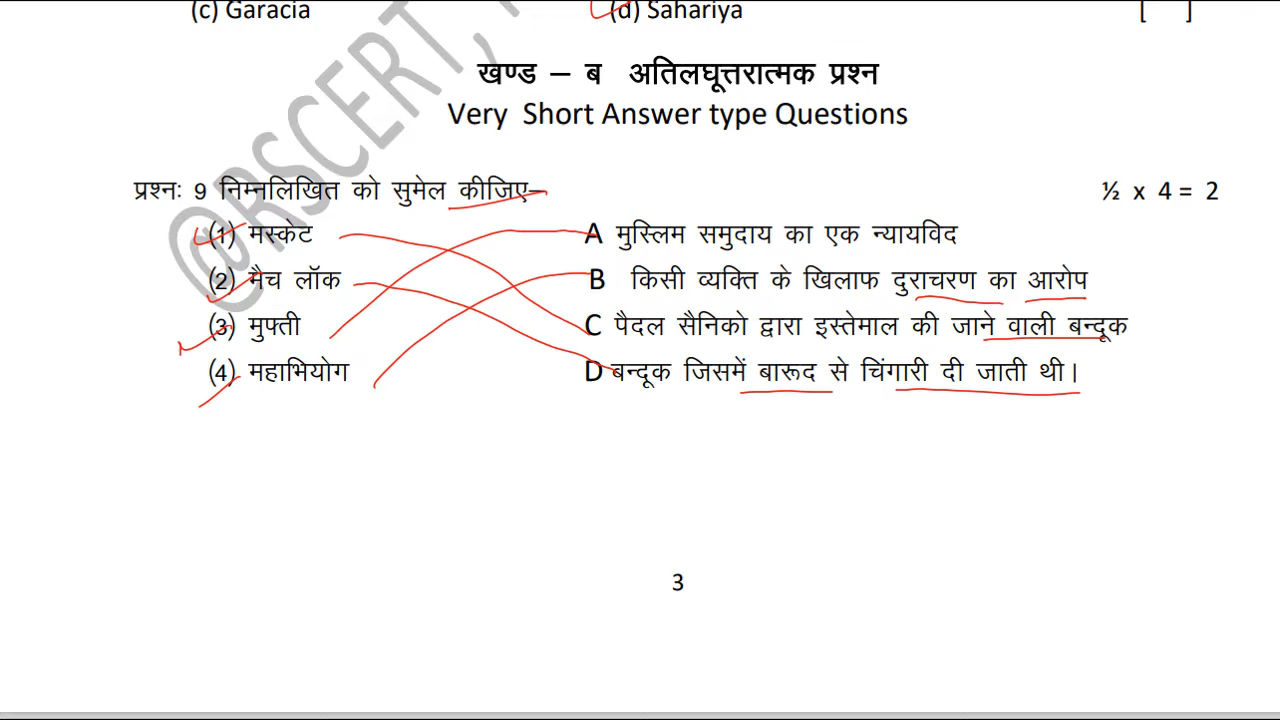 (c) Garacia (d) Sahariya [ ]
खण्ड – ब अतिलघूत्तरात्मक प्रश्न
Very Short Answer type Questions
प्रश्नः 9 निम्नलिखित को सुमेल कीजिए– ½ x 4 = 2
(1) मस्केट A मुस्लिम समुदाय का एक न्यायविद
(2) मैच लॉक B किसी व्यक्ति के खिलाफ दुराचरण का आरोप
(3) मुफ्ती C पैदल सैनिको द्वारा इस्तेमाल की जाने वाली बन्दूक
(4) महाभियोग D बन्दूक जिसमें बारूद से चिंगारी दी जाती थी।
3
@RSCERT,